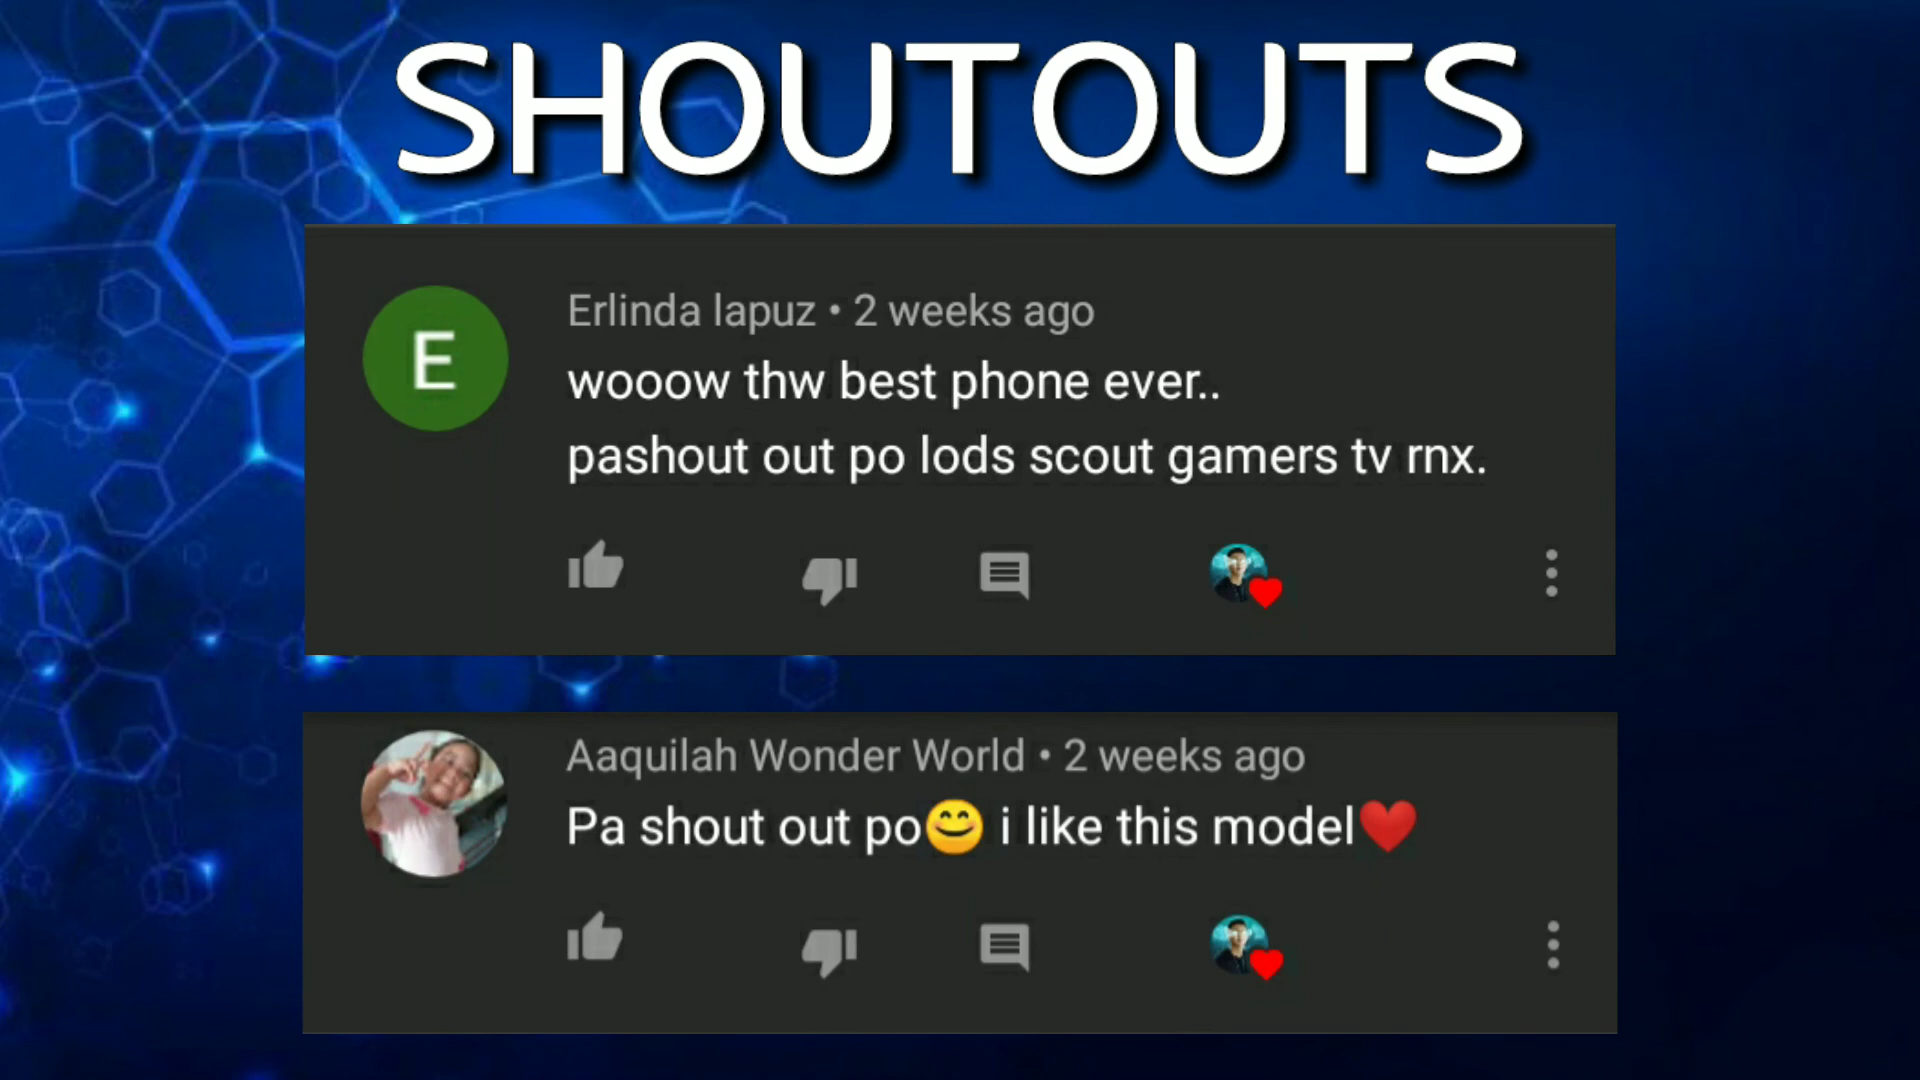 SHOUTOUTS
E
Erlinda lapuz • 2 weeks ago
wooow thw best phone ever..
pashout out po lods scout gamers tv rnx.
Aaquilah Wonder World • 2 weeks ago
Pa shout out po😊 i like this model❤️